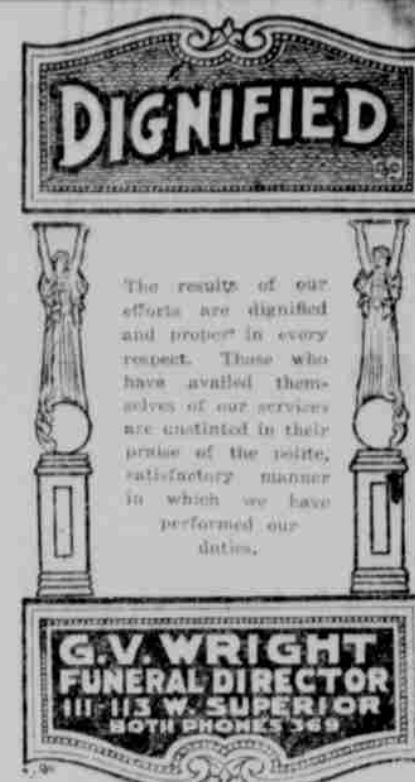 DIGNIFIED
The results of our
efforts are dignified
and proper in every
respect. Those who
have availed them-
selves of our services
are unstinted in their
praise of the polite,
satisfactory manner
in which we have
performed our
duties.
G.V. WRIGHT
FUNERAL DIRECTOR
111-113 W. SUPERIOR
BOTH PHONES 369